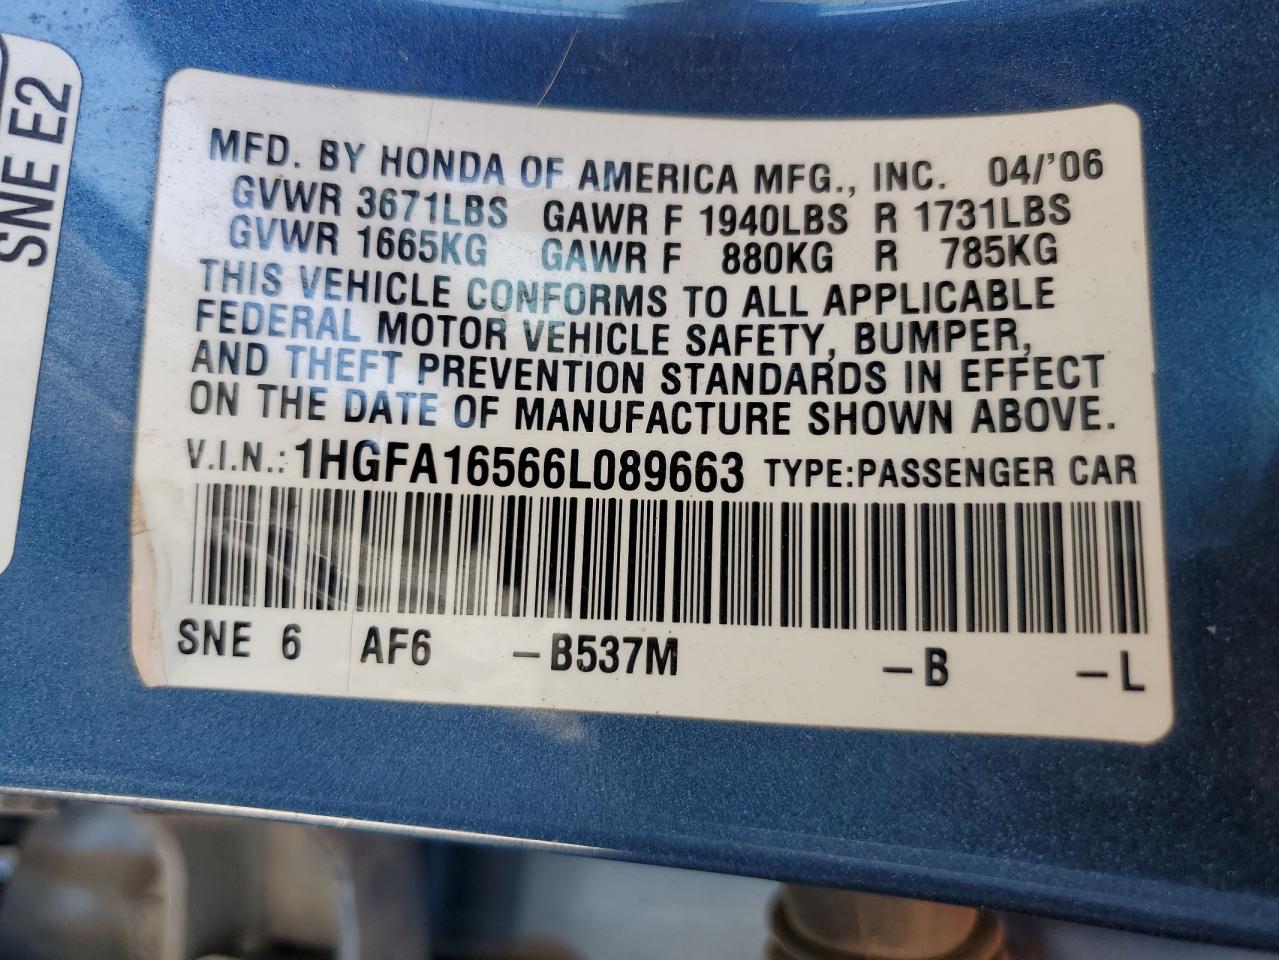 SNE E2
MFD. BY HONDA OF AMERICA MFG., INC. 04/'06
GVWR 3671LBS GAWR F 1940LBS R 1731LBS
GVWR 1665KG GAWR F 880KG R 785KG
THIS VEHICLE CONFORMS TO ALL APPLICABLE
FEDERAL MOTOR VEHICLE SAFETY, BUMPER,
AND THEFT PREVENTION STANDARDS IN EFFECT
ON THE DATE OF MANUFACTURE SHOWN ABOVE.
V.I.N.: 1HGFA16566L089663 TYPE:PASSENGER CAR
SNE 6 AF6 –B537M –B –L